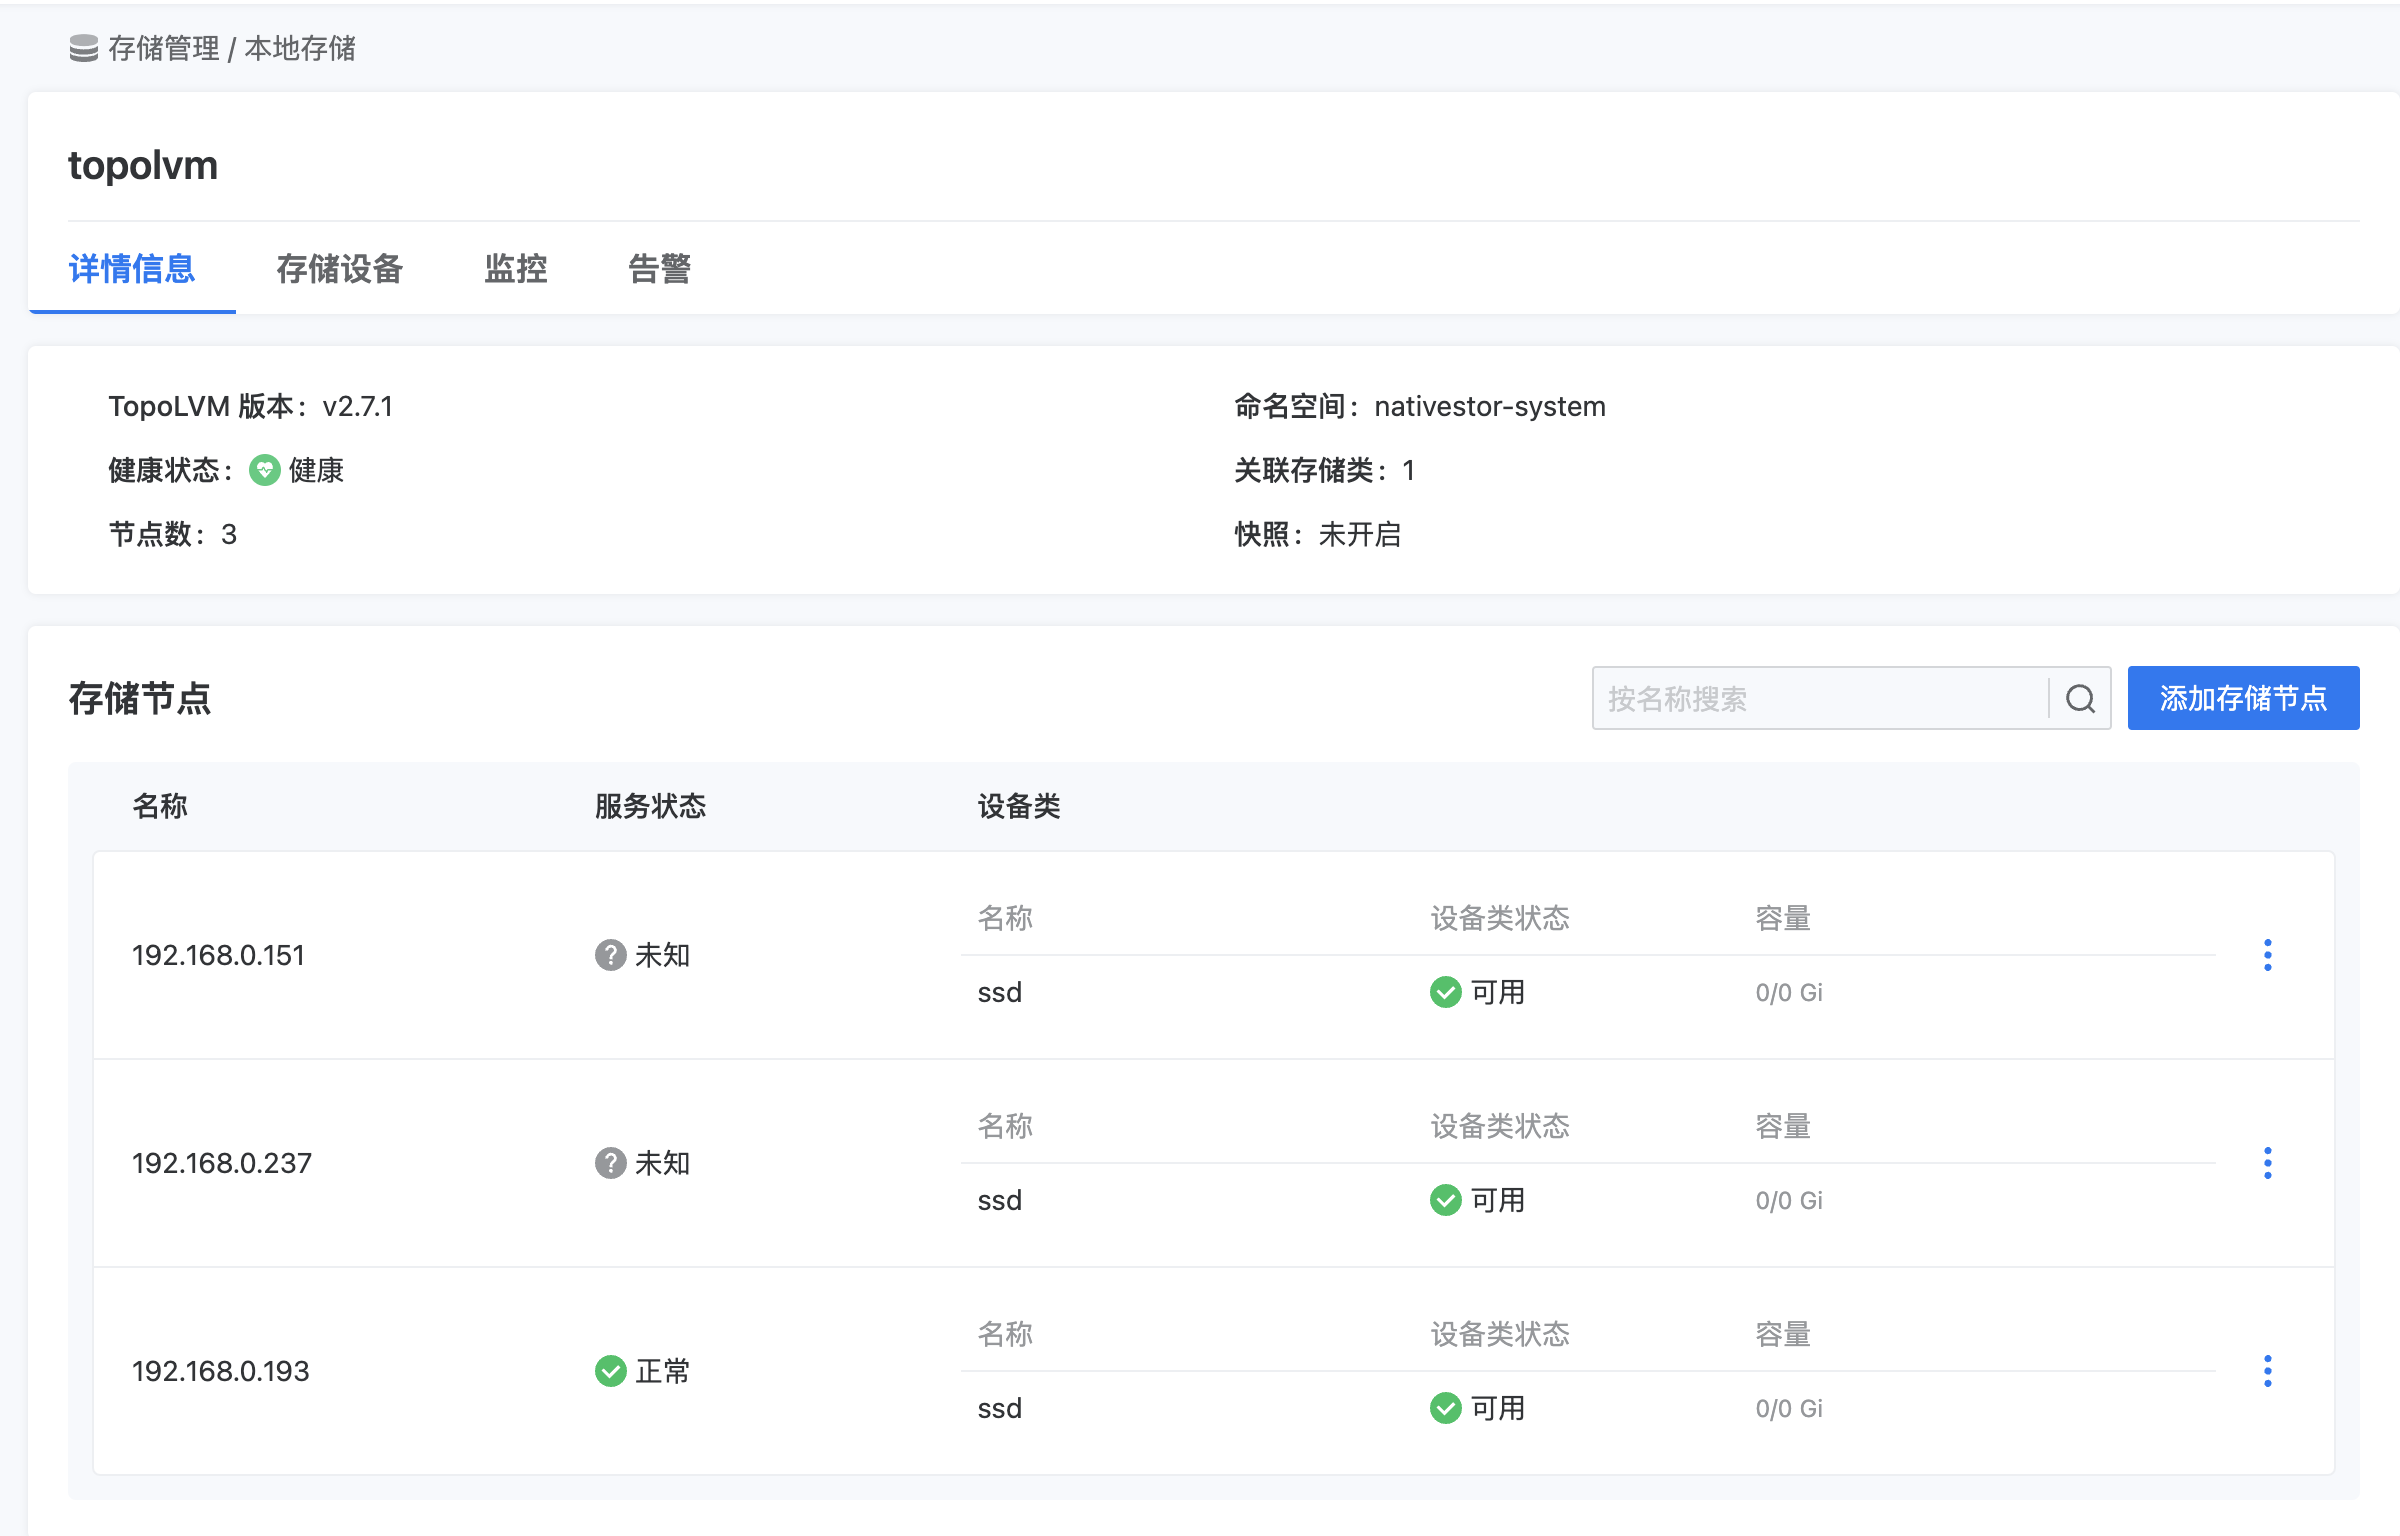 存储管理 / 本地存储
topolvm
详情信息 存储设备 监控 告警
TopoLVM 版本： v2.7.1 命名空间： nativestor-system
健康状态： 健康 关联存储类： 1
节点数： 3 快照： 未开启
存储节点 按名称搜索 添加存储节点
名称 服务状态 设备类
名称 设备类状态 容量
192.168.0.151 未知
ssd 可用 0/0 Gi
名称 设备类状态 容量
192.168.0.237 未知
ssd 可用 0/0 Gi
名称 设备类状态 容量
192.168.0.193 正常
ssd 可用 0/0 Gi